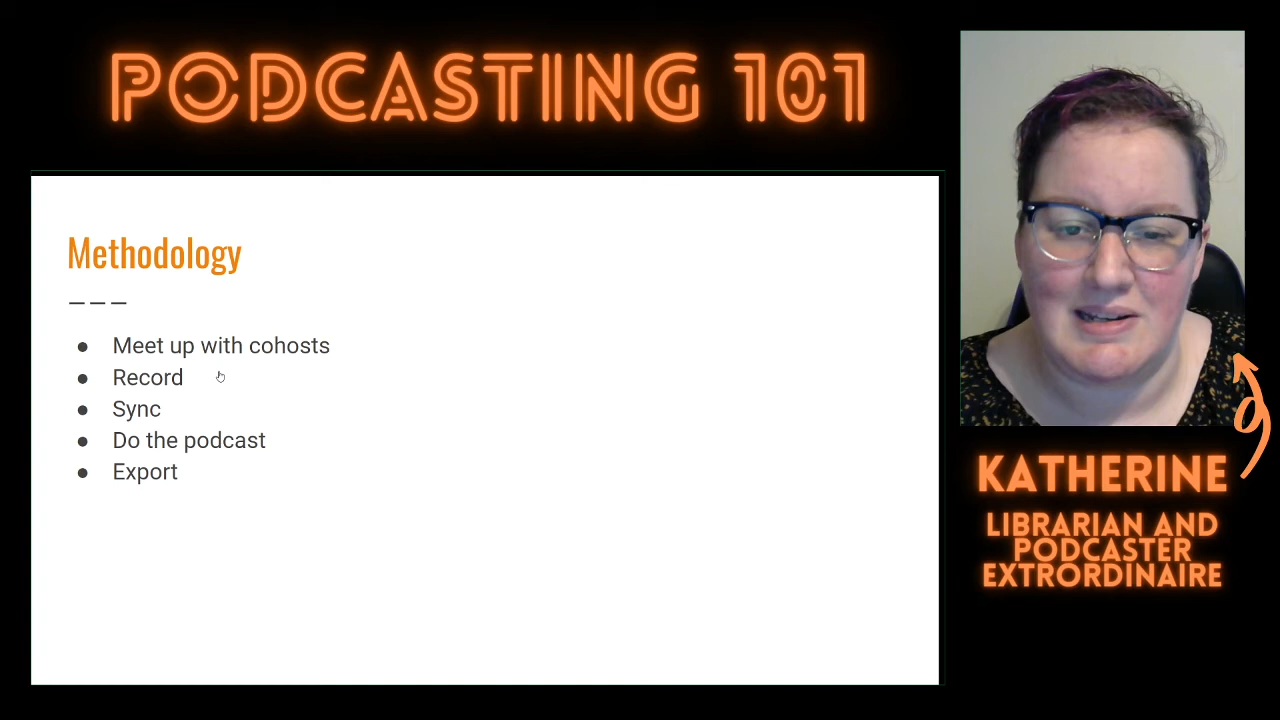 PODCASTING 101
Methodology
● Meet up with cohosts
● Record
● Sync
● Do the podcast
● Export
KATHERINE
LIBRARIAN AND
PODCASTER
EXTRORDINAIRE